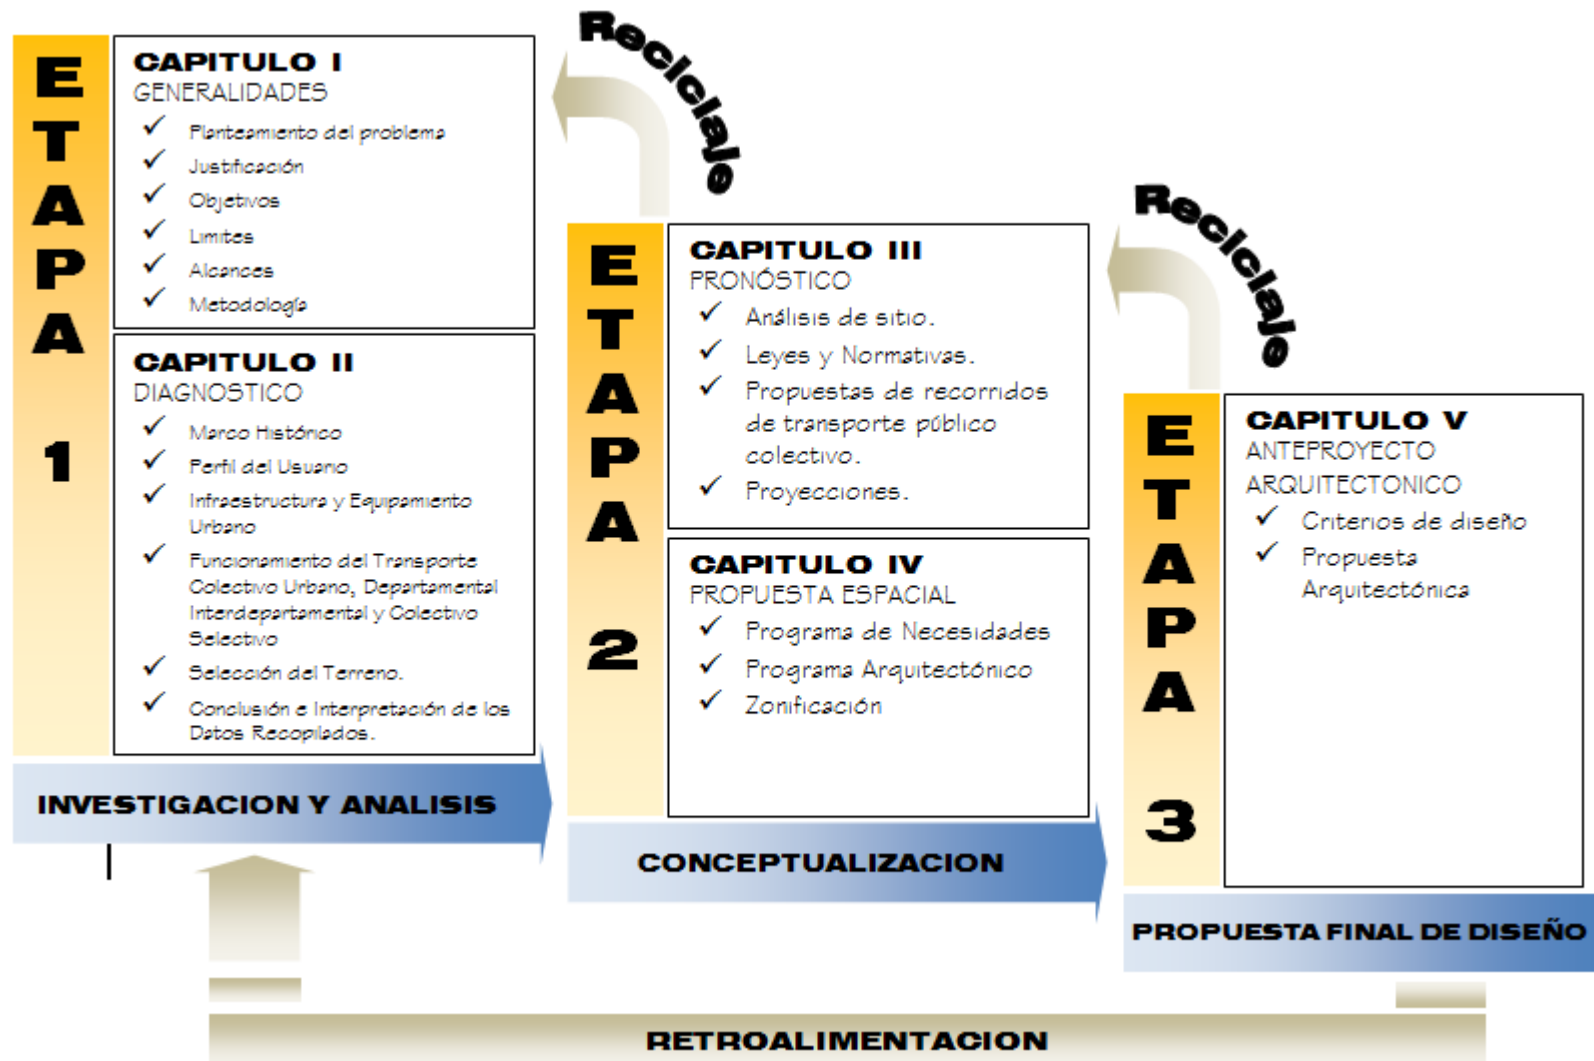 ETAPA 1
CAPITULO I
GENERALIDADES
Planteamiento del problema
Justificación
Objetivos
Limites
Alcances
Metodología
CAPITULO II
DIAGNOSTICO
Marco Histórico
Perfil del Usuario
Infraestructura y Equipamiento
Urbano
Funcionamiento del Transporte
Colectivo Urbano, Departamental
Interdepartamental y Colectivo
Selectivo
Selección del Terreno.
Conclusión e Interpretación de los
Datos Recopilados.
INVESTIGACION Y ANALISIS
Reciclaje
ETAPA 2
CAPITULO III
PRONÓSTICO
Análisis de sitio.
Leyes y Normativas.
Propuestas de recorridos
de transporte público
colectivo.
Proyecciones.
CAPITULO IV
PROPUESTA ESPACIAL
Programa de Necesidades
Programa Arquitectónico
Zonificación
CONCEPTUALIZACION
Reciclaje
ETAPA 3
CAPITULO V
ANTEPROYECTO
ARQUITECTONICO
Criterios de diseño
Propuesta
Arquitectónica
PROPUESTA FINAL DE DISEÑO
RETROALIMENTACION